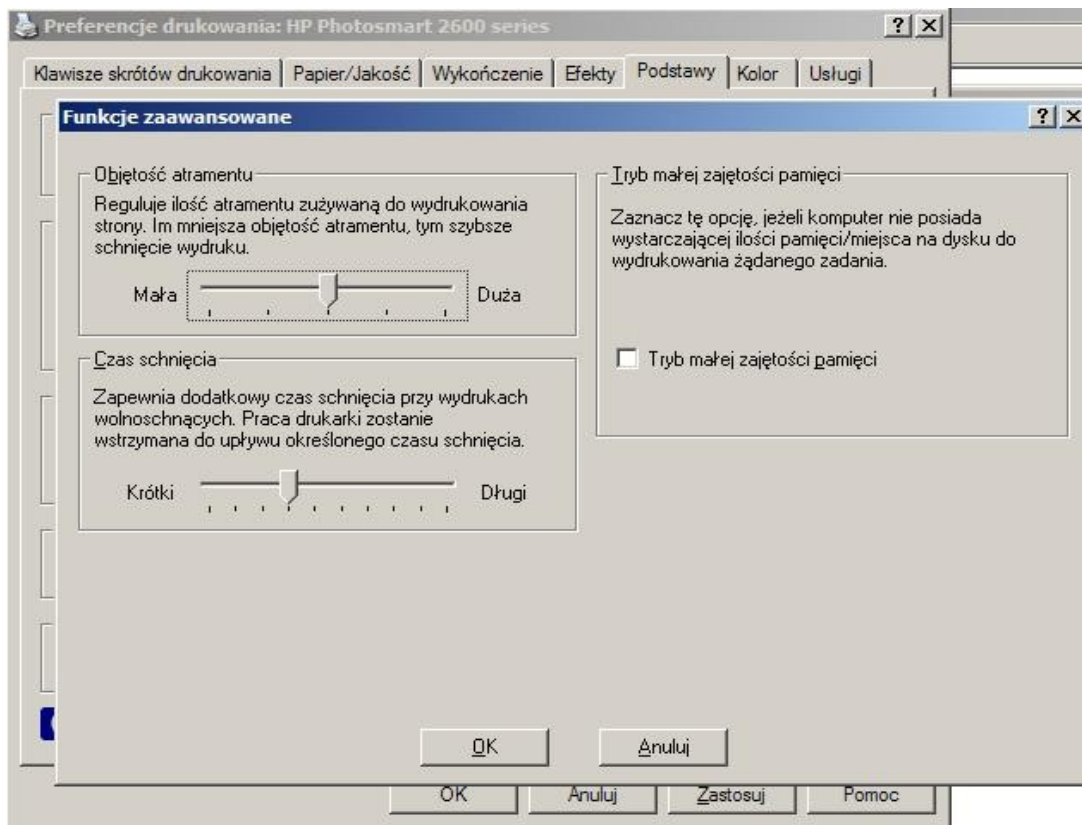 Preferencje drukowania: HP Photosmart 2600 series
Klawisze skrótów drukowania Papier/Jakość Wykończenie Efekty Podstawy Kolor Usługi
Funkcje zaawansowane
Objętość atramentu
Reguluje ilość atramentu zużywaną do wydrukowania
strony. Im mniejsza objętość atramentu, tym szybsze
schnięcie wydruku.
Mała Duża
Czas schnięcia
Zapewnia dodatkowy czas schnięcia przy wydrukach
wolnoschnących. Praca drukarki zostanie
wstrzymana do upływu określonego czasu schnięcia.
Krótki Długi
Tryb małej zajętości pamięci
Zaznacz tę opcję, jeżeli komputer nie posiada
wystarczającej ilości pamięci/miejsca na dysku do
wydrukowania żądanego zadania.
Tryb małej zajętości pamięci
OK Anuluj
OK Anuluj Zastosuj Pomoc